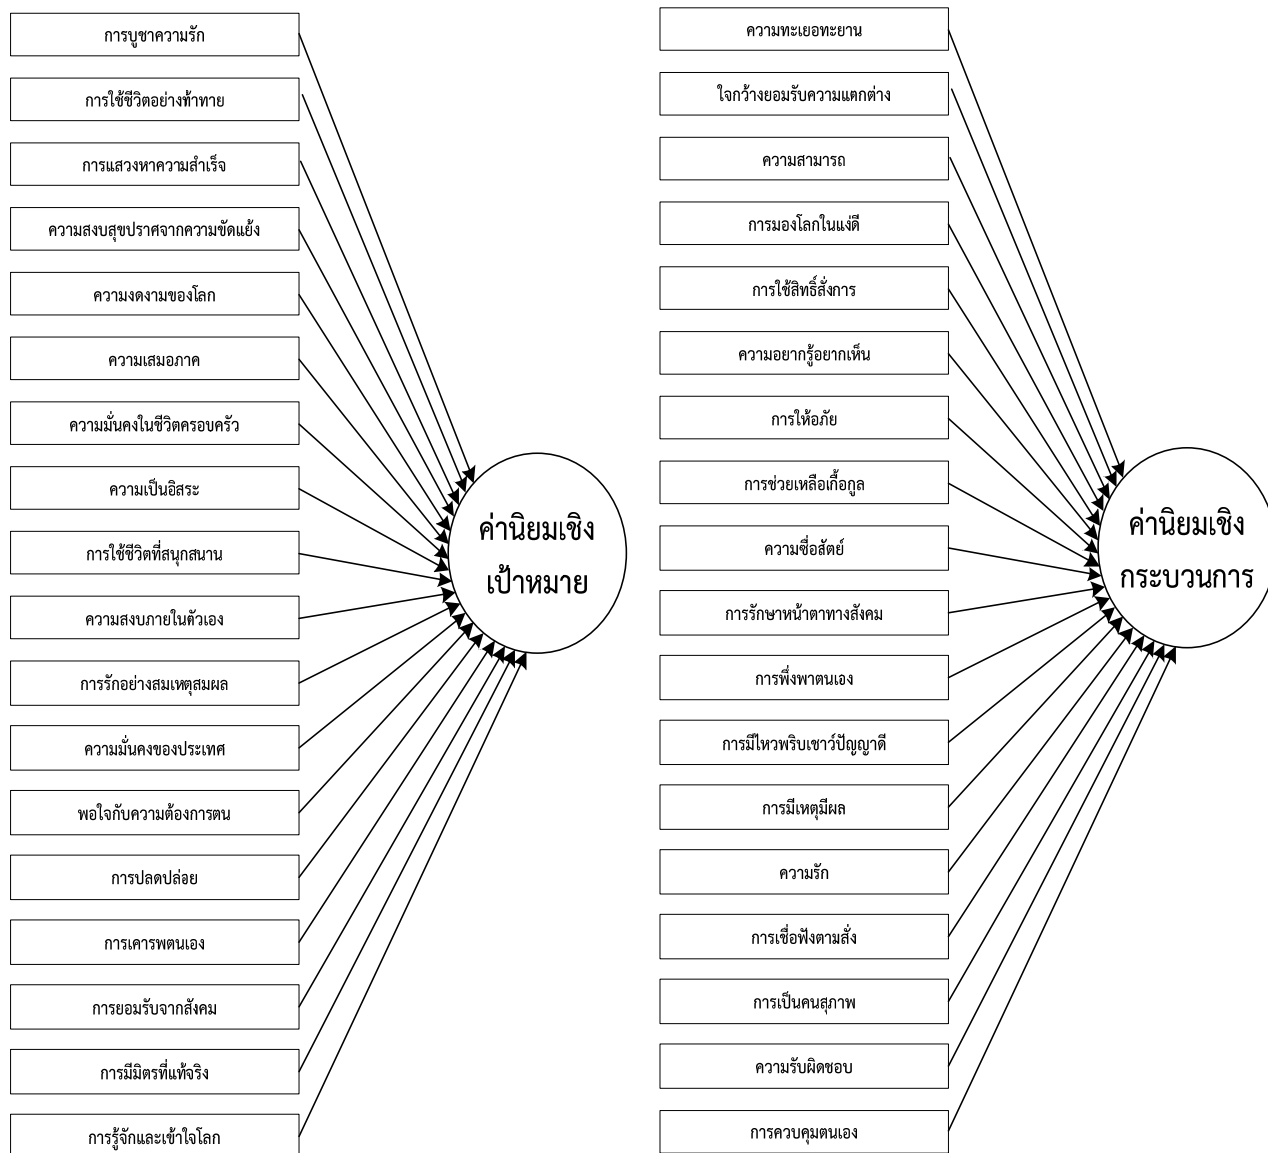 การบูชาความรัก
การใช้ชีวิตอย่างท้าทาย
การแสวงหาความสำเร็จ
ความสงบสุขปราศจากความขัดแย้ง
ความงดงามของโลก
ความเสมอภาค
ความมั่นคงในชีวิตครอบครัว
ความเป็นอิสระ
การใช้ชีวิตที่สนุกสนาน
ความสงบภายในตัวเอง
การรักอย่างสมเหตุสมผล
ความมั่นคงของประเทศ
พอใจกับความต้องการตน
การปลดปล่อย
การเคารพตนเอง
การยอมรับจากสังคม
การมีมิตรที่แท้จริง
การรู้จักและเข้าใจโลก
ค่านิยมเชิง
เป้าหมาย
ความทะเยอทะยาน
ใจกว้างยอมรับความแตกต่าง
ความสามารถ
การมองโลกในแง่ดี
การใช้สิทธิ์สั่งการ
ความอยากรู้อยากเห็น
การให้อภัย
การช่วยเหลือเกื้อกูล
ความซื่อสัตย์
การรักษาหน้าตาทางสังคม
การพึ่งพาตนเอง
การมีไหวพริบเชาว์ปัญญาดี
การมีเหตุมีผล
ความรัก
การเชื่อฟังตามสั่ง
การเป็นคนสุภาพ
ความรับผิดชอบ
การควบคุมตนเอง
ค่านิยมเชิง
กระบวนการ